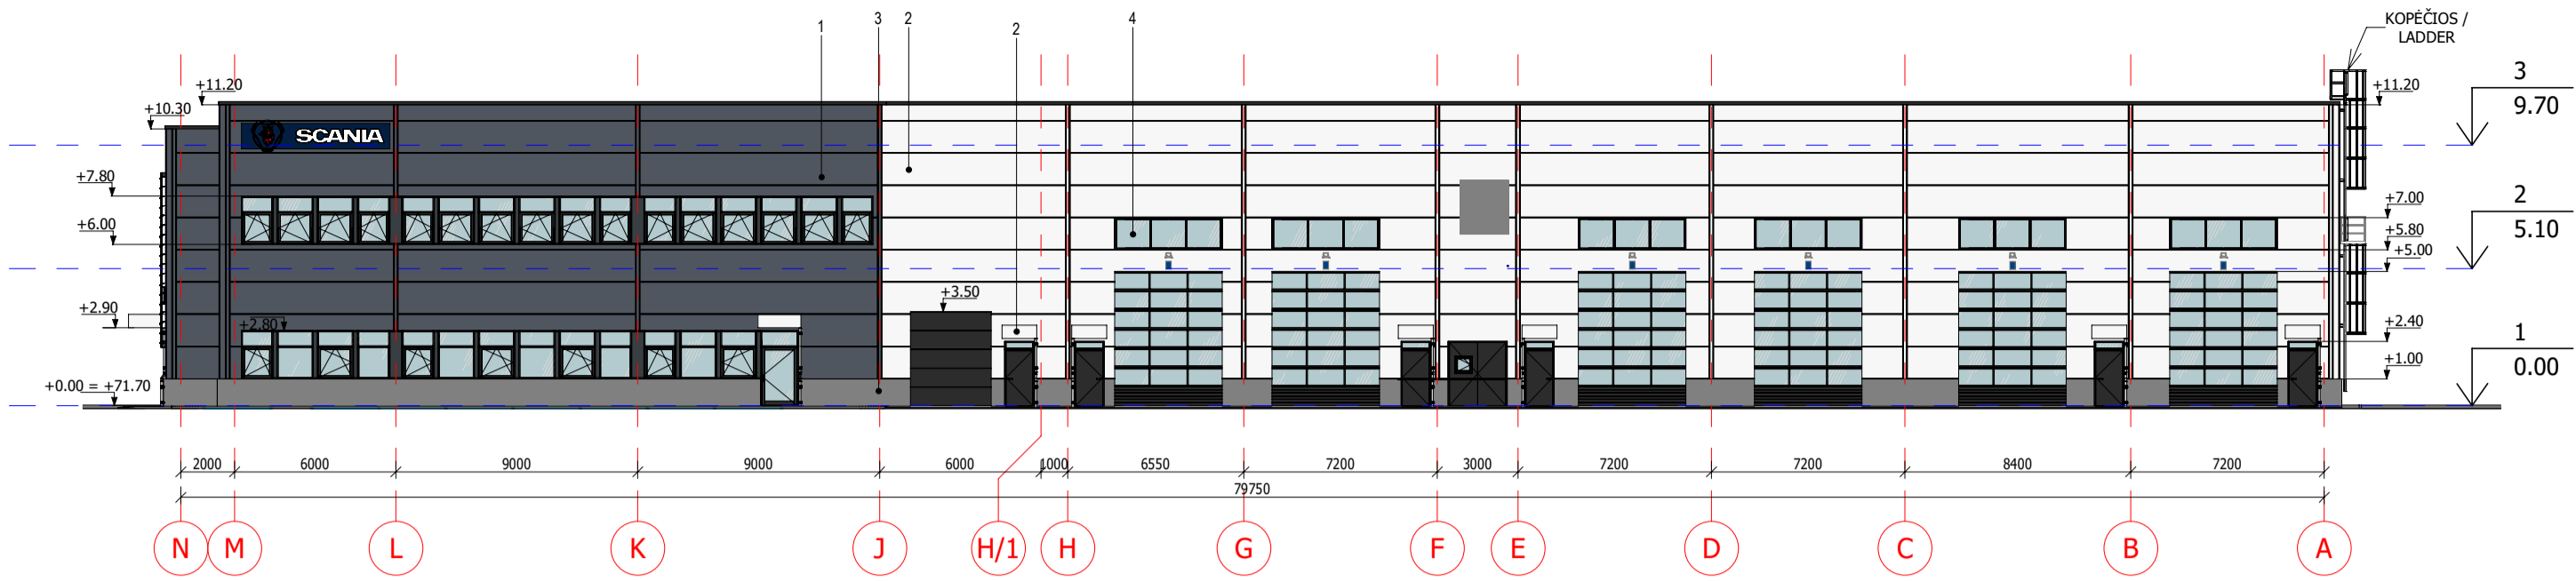 1
3
2
2
4
KOPĖČIOS /
LADDER
+11.20
+10.30
SCANIA
+11.20
3
9.70
+7.80
+6.00
+7.00
+5.80
+5.00
2
5.10
+2.90
+2.80
+3.50
+2.40
+1.00
1
0.00
+0.00 = +71.70
2000
6000
9000
9000
6000
1000
6550
7200
3000
7200
7200
8400
7200
79750
N
M
L
K
J
H/1
H
G
F
E
D
C
B
A